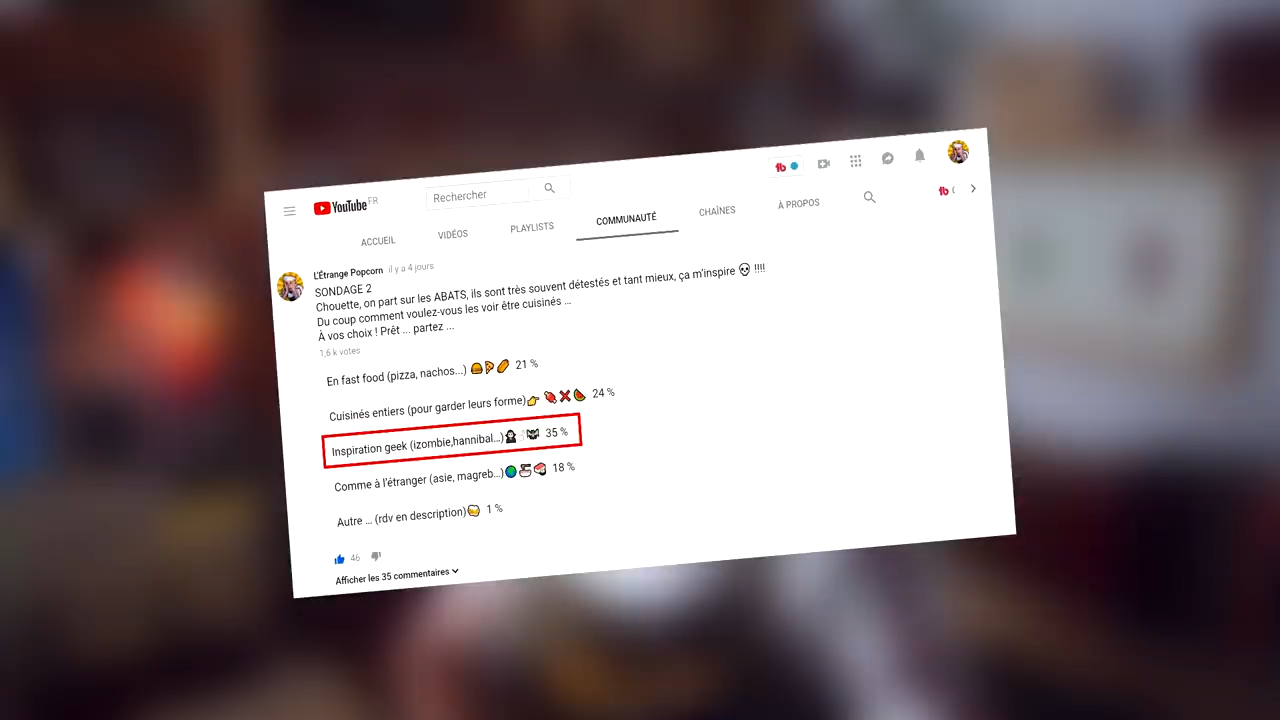 YouTube FR
Rechercher
ACCUEIL VIDÉOS PLAYLISTS COMMUNAUTÉ CHAÎNES À PROPOS
L'Étrange Popcorn il y a 4 jours
SONDAGE 2
Chouette, on part sur les ABATS, ils sont très souvent détestés et tant mieux, ça m'inspire 💀 !!!!
Du coup comment voulez-vous les voir être cuisinés ...
À vos choix ! Prêt ... partez ...
1,6 k votes
En fast food (pizza, nachos...) 🍔🍕🥖 21 %
Cuisinés entiers (pour garder leurs forme)👉 🍖❌🍉 24 %
Inspiration geek (izombie,hannibal...) 35 %
Comme à l'étranger (asie, magreb...)🌍🍜🍣 18 %
Autre ... (rdv en description) 1 %
46
Afficher les 35 commentaires